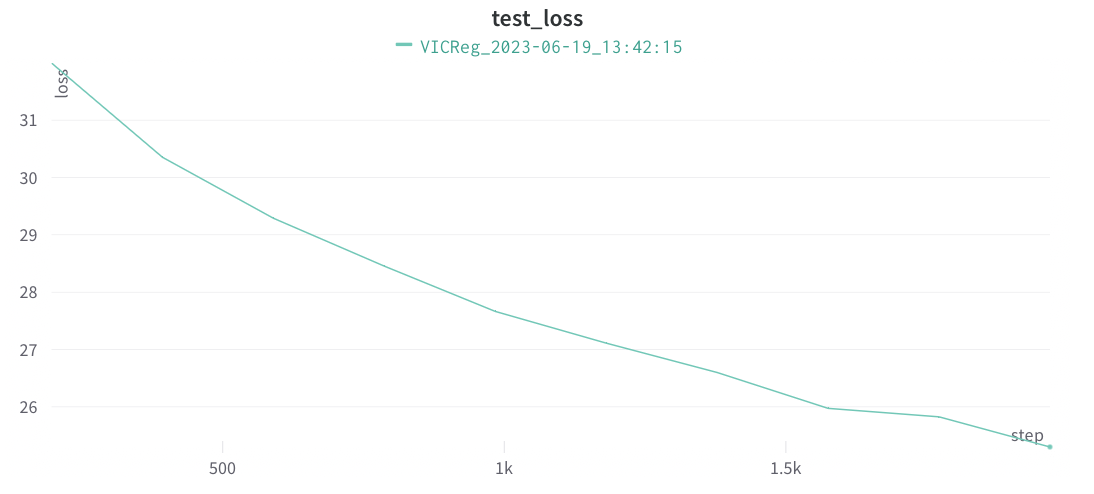 test_loss
VICReg_2023-06-19_13:42:15
loss
31
30
29
28
27
26
step
500 1k 1.5k